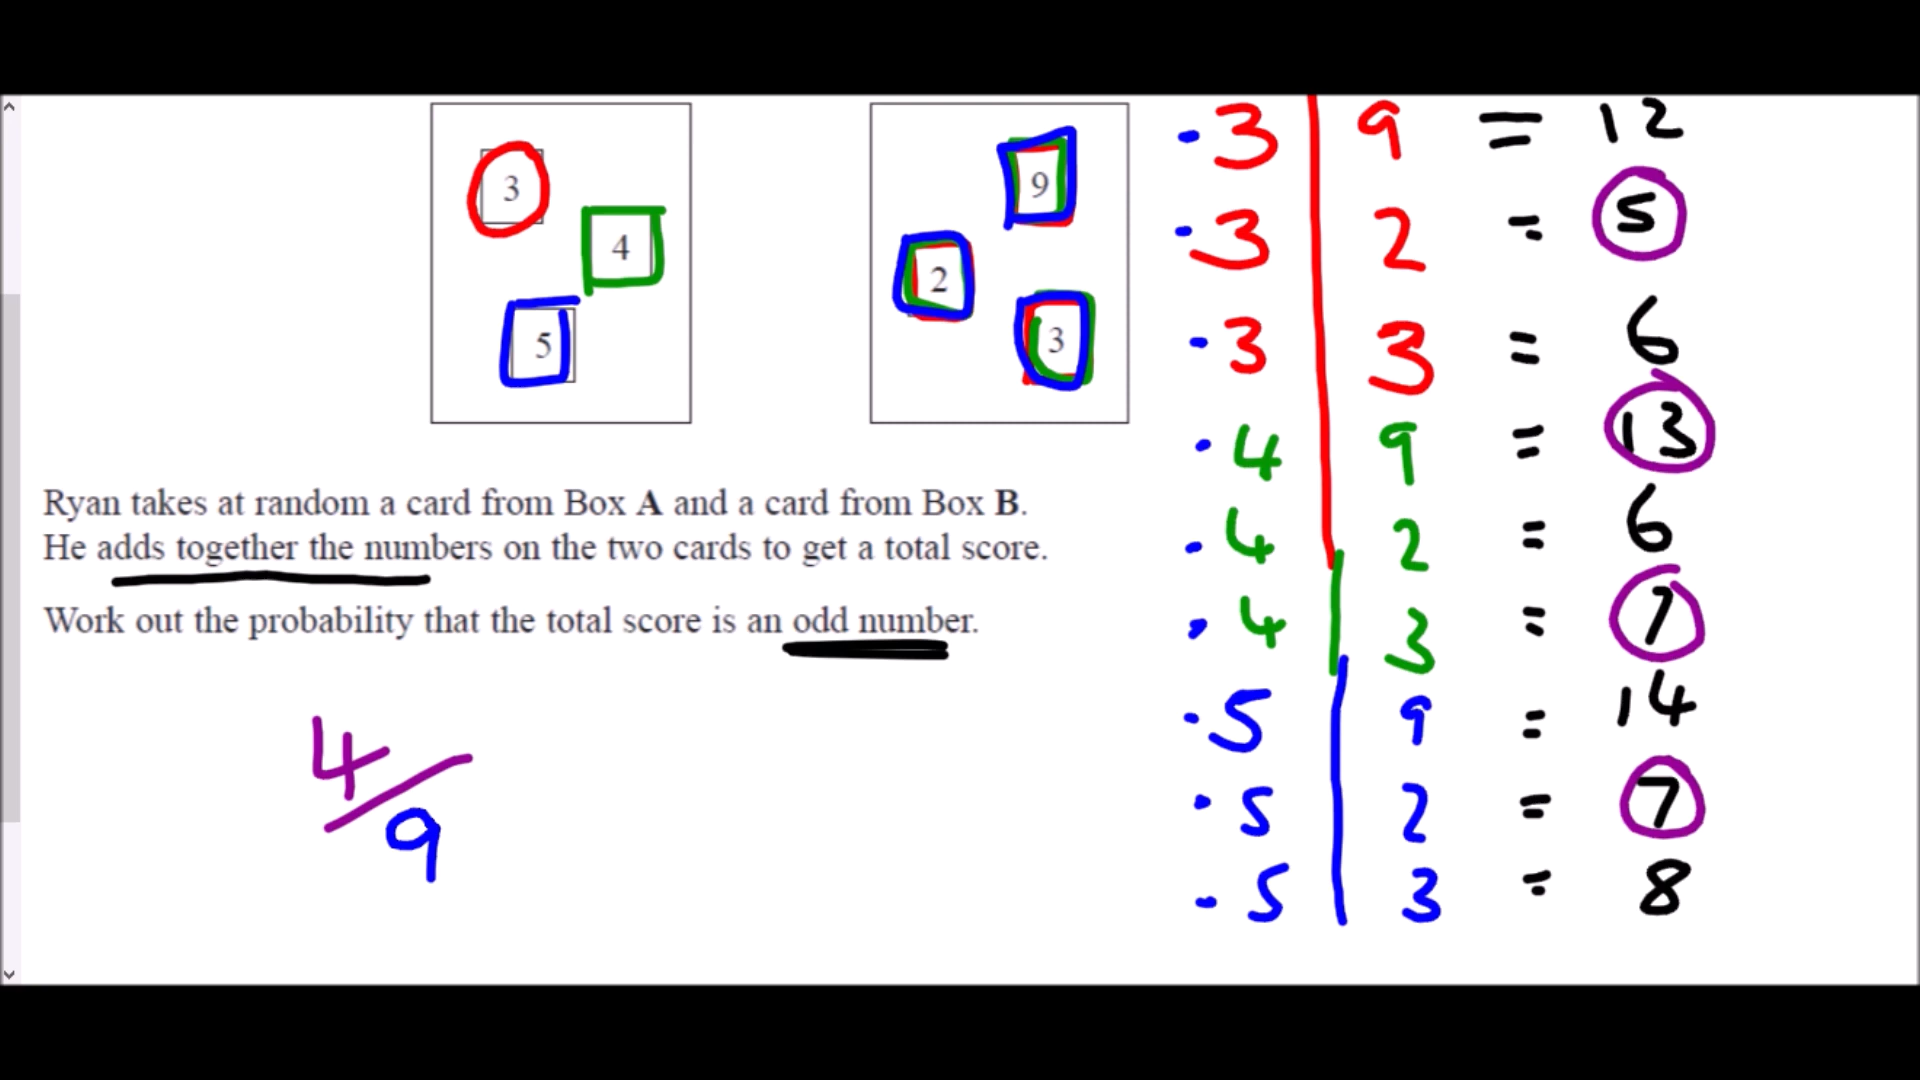 3
4
5
9
2
3
Ryan takes at random a card from Box A and a card from Box B.
He adds together the numbers on the two cards to get a total score.
Work out the probability that the total score is an odd number.
4/9
3 9 = 12
3 2 = 5
3 3 = 6
4 9 = 13
4 2 = 6
4 3 = 7
5 9 = 14
5 2 = 7
5 3 = 8